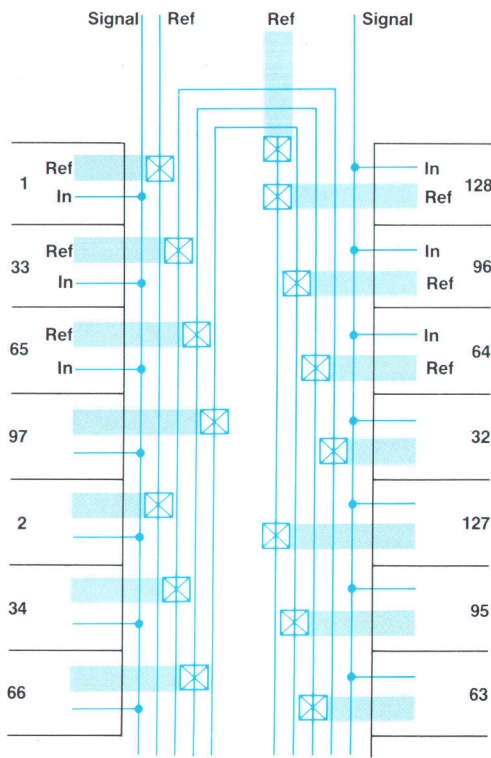 Signal Ref Ref Signal
1 Ref In
In Ref 128
33 Ref In
In Ref 96
65 Ref In
In Ref 64
97
32
2
127
34
95
66
63